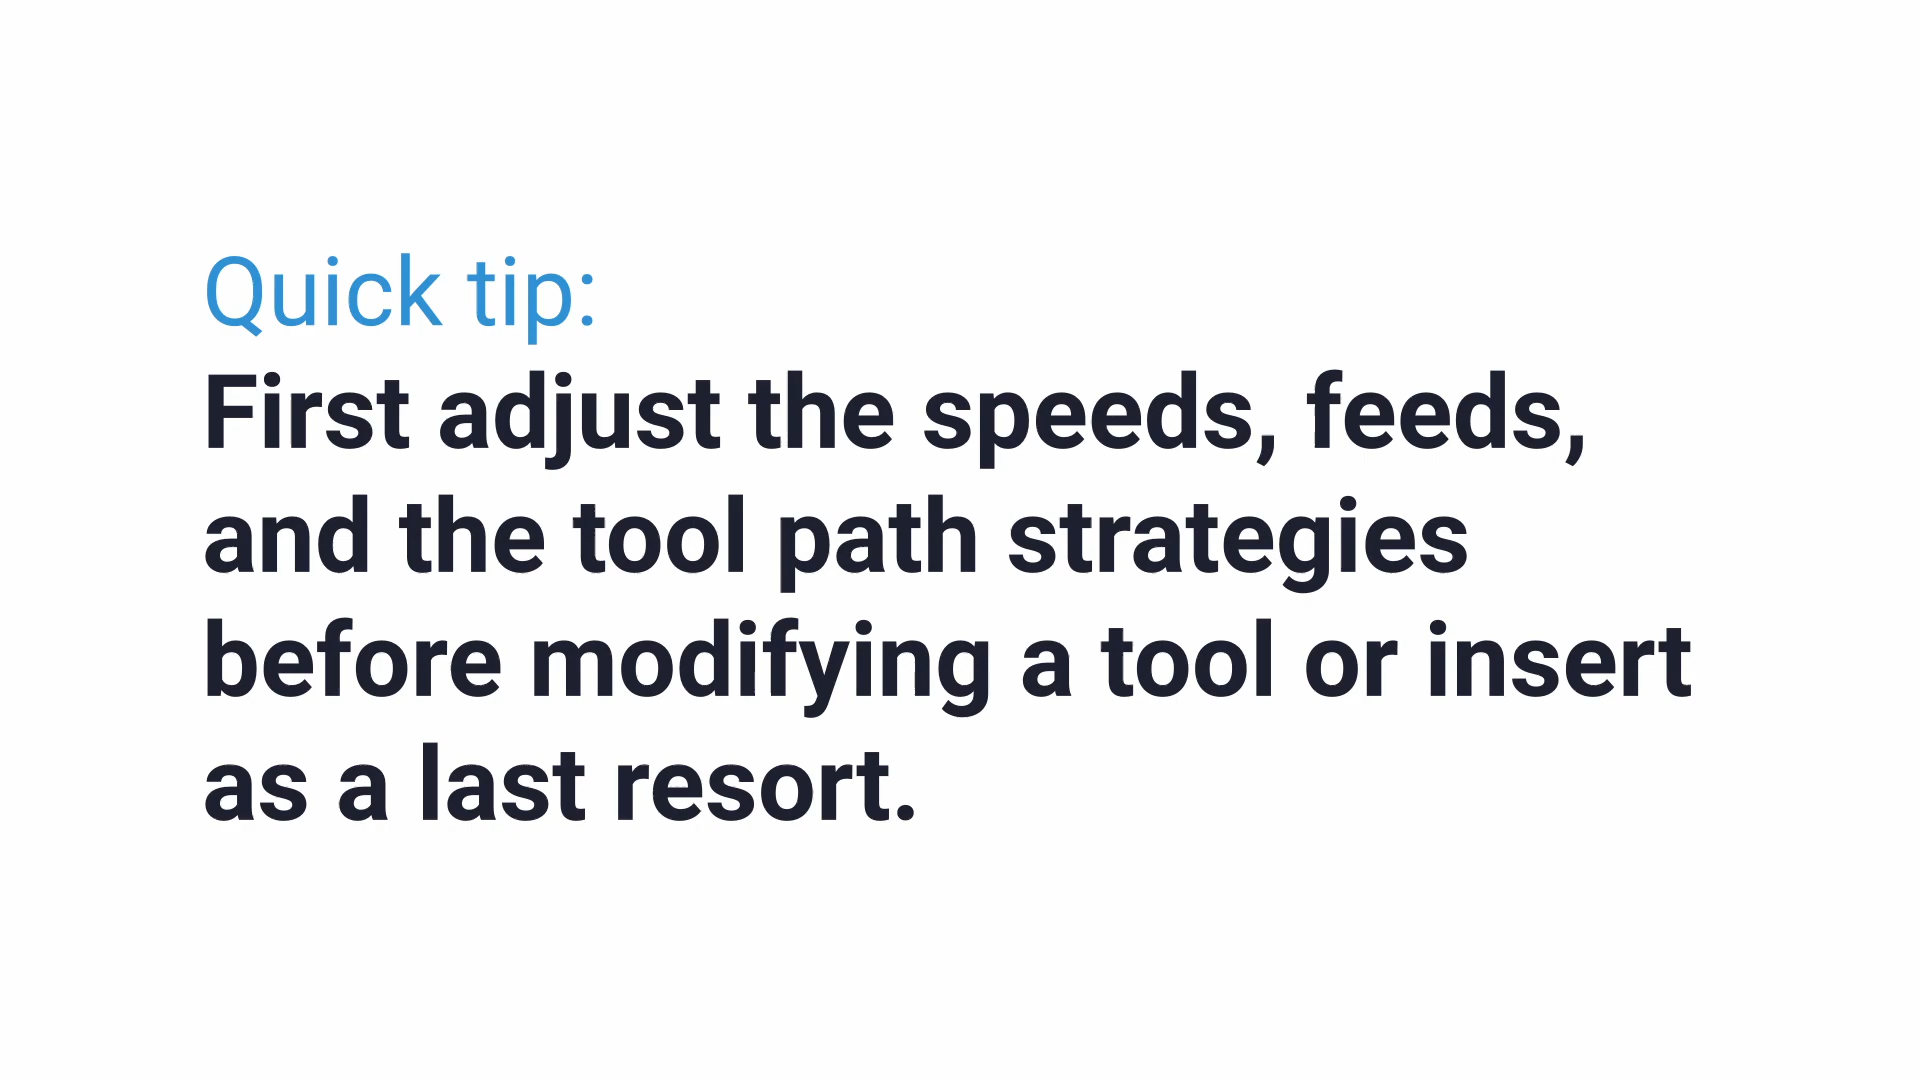 Quick tip:
First adjust the speeds, feeds,
and the tool path strategies
before modifying a tool or insert
as a last resort.